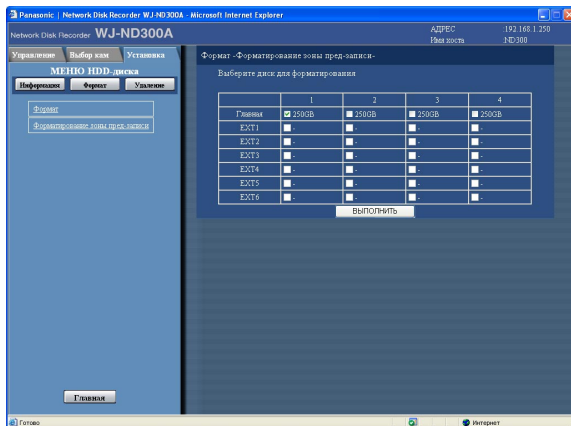 Panasonic | Network Disk Recorder WJ-ND300A - Microsoft Internet Explorer
Network Disk Recorder WJ-ND300A
АДРЕС :192.168.1.250
Имя хоста :ND300
Управление Выбор кам Установка
МЕНЮ HDD-диска
Информация Формат Удаление
Формат
Форматирование зоны пред-записи
Формат -Форматирование зоны пред-записи-
Выберите диск для форматирования
1 2 3 4
Главная 250GB 250GB 250GB 250GB
EXT1 - - - -
EXT2 - - - -
EXT3 - - - -
EXT4 - - - -
EXT5 - - - -
EXT6 - - - -
ВЫПОЛНИТЬ
Главная
Готово Интернет